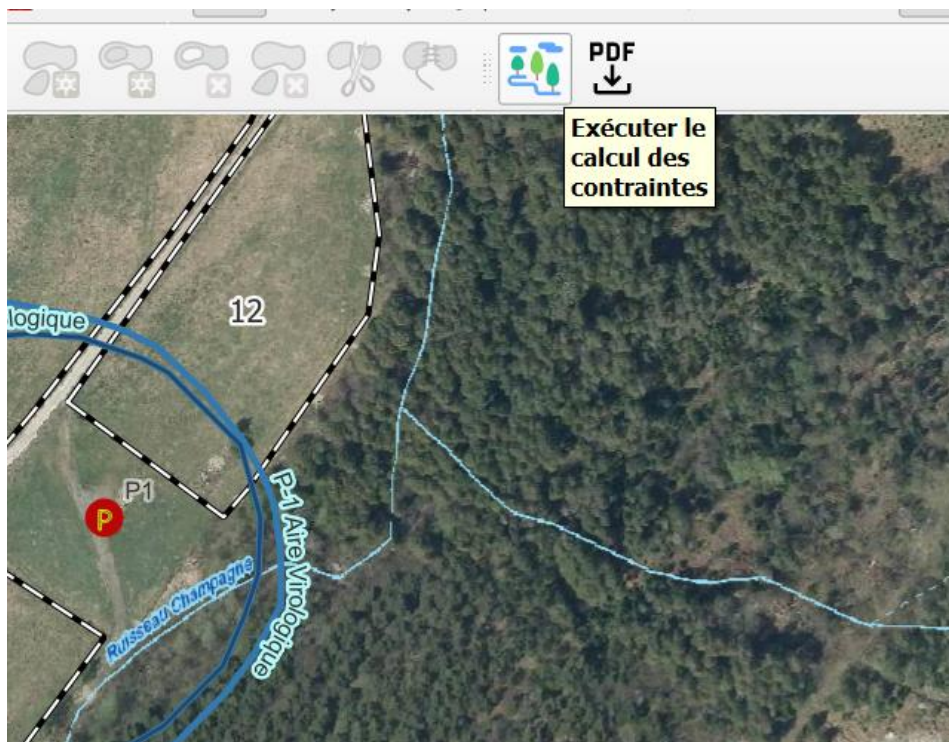 PDF
Exécuter le
calcul des
contraintes
12
logique
P1
P
P-1 Aire Virologique
Ruisseau Champagne